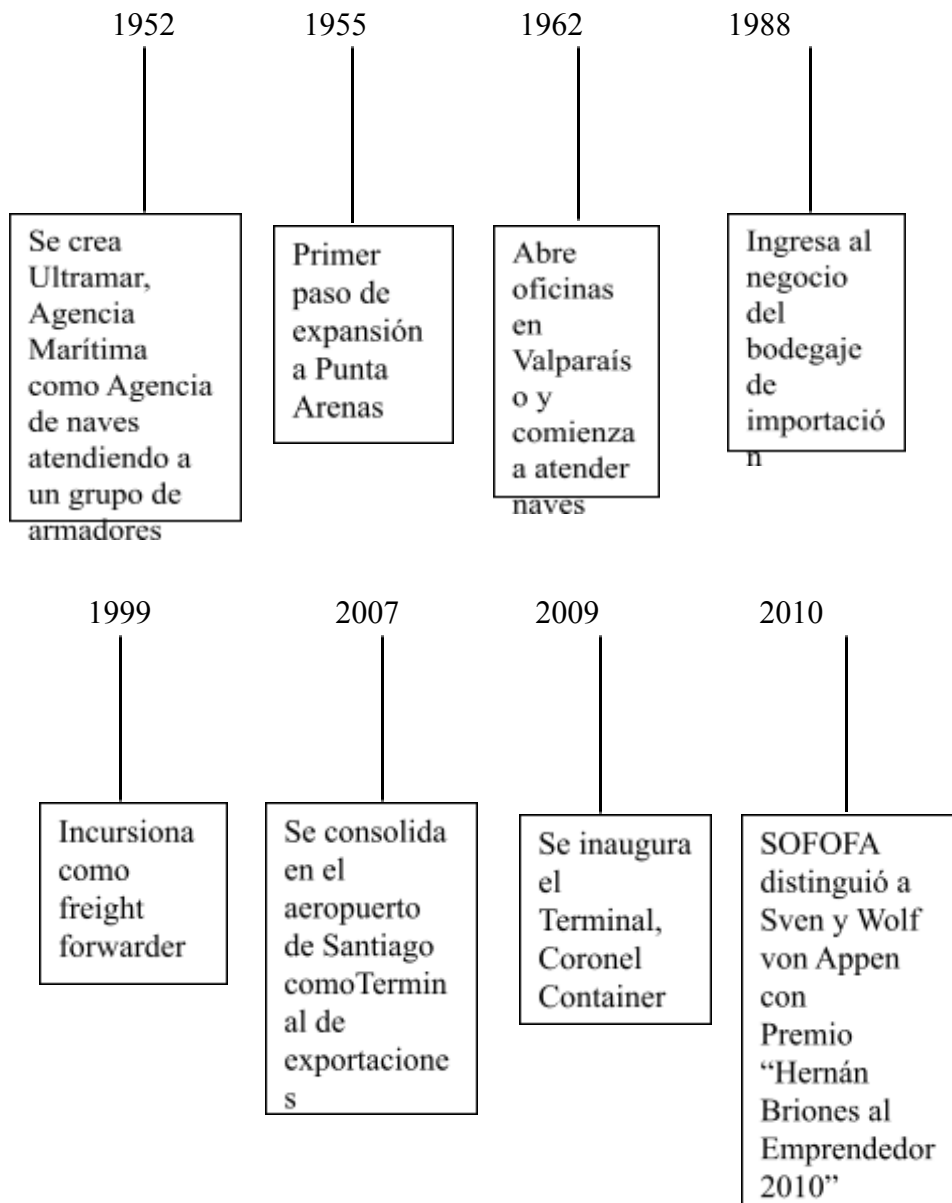 1952 1955 1962 1988
Se crea
Ultramar,
Agencia
Marítima
como Agencia
de naves
atendiendo a
un grupo de
armadores
Primer
paso de
expansión
a Punta
Arenas
Abre
oficinas
en
Valparaís
o y
comienza
a atender
naves
Ingresa al
negocio
del
bodegaje
de
importació
n
1999 2007 2009 2010
Incursiona
como
freight
forwarder
Se consolida
en el
aeropuerto
de Santiago
comoTermin
al de
exportacione
s
Se inaugura
el
Terminal,
Coronel
Container
SOFOFA
distinguió a
Sven y Wolf
von Appen
con
Premio
“Hernán
Briones al
Emprendedor
2010”